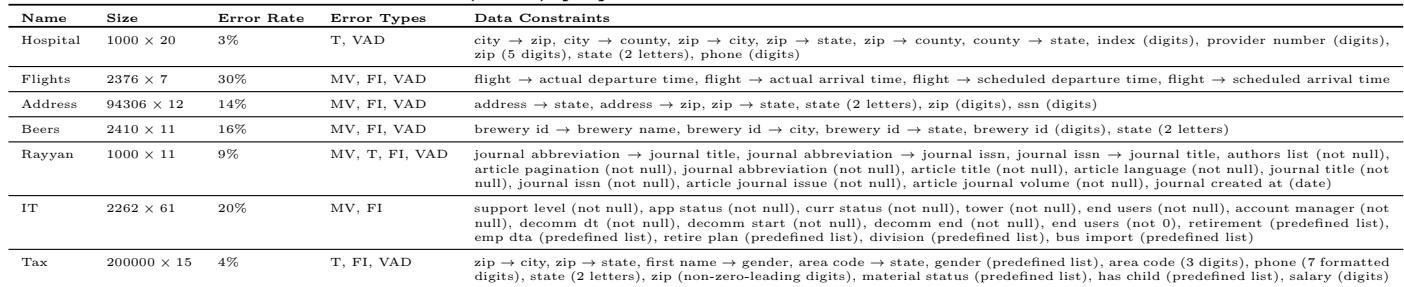 Name Size Error Rate Error Types Data Constraints
Hospital 1000 × 20 3% T, VAD city → zip, city → county, zip → city, zip → state, zip → county, county → state, index (digits), provider number (digits),
zip (5 digits), state (2 letters), phone (digits)
Flights 2376 × 7 30% MV, FI, VAD flight → actual departure time, flight → actual arrival time, flight → scheduled departure time, flight → scheduled arrival time
Address 94306 × 12 14% MV, FI, VAD address → state, address → zip, zip → state, state (2 letters), zip (digits), ssn (digits)
Beers 2410 × 11 16% MV, FI, VAD brewery id → brewery name, brewery id → city, brewery id → state, brewery id (digits), state (2 letters)
Rayyan 1000 × 11 9% MV, T, FI, VAD journal abbreviation → journal title, journal abbreviation → journal issn, journal issn → journal title, authors list (not null),
article pagination (not null), journal abbreviation (not null), article title (not null), article language (not null), journal title (not
null), journal issn (not null), article journal issue (not null), article journal volume (not null), journal created at (date)
IT 2262 × 61 20% MV, FI support level (not null), app status (not null), curr status (not null), tower (not null), end users (not null), account manager (not
null), decomm dt (not null), decomm start (not null), decomm end (not null), end users (not 0), retirement (predefined list),
emp dta (predefined list), retire plan (predefined list), division (predefined list), bus import (predefined list)
Tax 200000 × 15 4% T, FI, VAD zip → city, zip → state, first name → gender, area code → state, gender (predefined list), area code (3 digits), phone (7 formatted
digits), state (2 letters), zip (non-zero-leading digits), material status (predefined list), has child (predefined list), salary (digits)